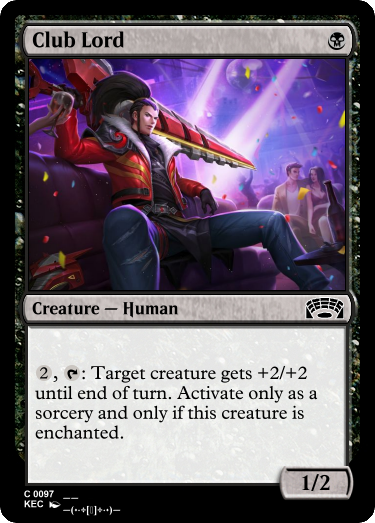 Club Lord
Creature — Human
2, : Target creature gets +2/+2
until end of turn. Activate only as a
sorcery and only if this creature is
enchanted.
1/2
C 0097
KEC